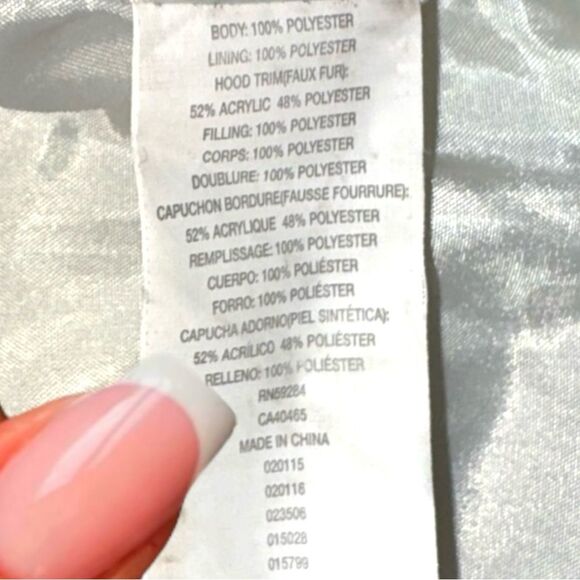 BODY: 100% POLYESTER
LINING: 100% POLYESTER
HOOD TRIM(FAUX FUR):
52% ACRYLIC 48% POLYESTER
FILLING: 100% POLYESTER
CORPS: 100% POLYESTER
DOUBLURE: 100% POLYESTER
CAPUCHON BORDURE(FAUSSE FOURRURE):
52% ACRYLIQUE 48% POLYESTER
REMPLISSAGE: 100% POLYESTER
CUERPO: 100% POLIÉSTER
FORRO: 100% POLIÉSTER
CAPUCHA ADORNO(PIEL SINTÉTICA):
52% ACRÍLICO 48% POLIÉSTER
RELLENO: 100% POLIÉSTER
RN59284
CA40465
MADE IN CHINA
020115
020116
023506
015028
015799